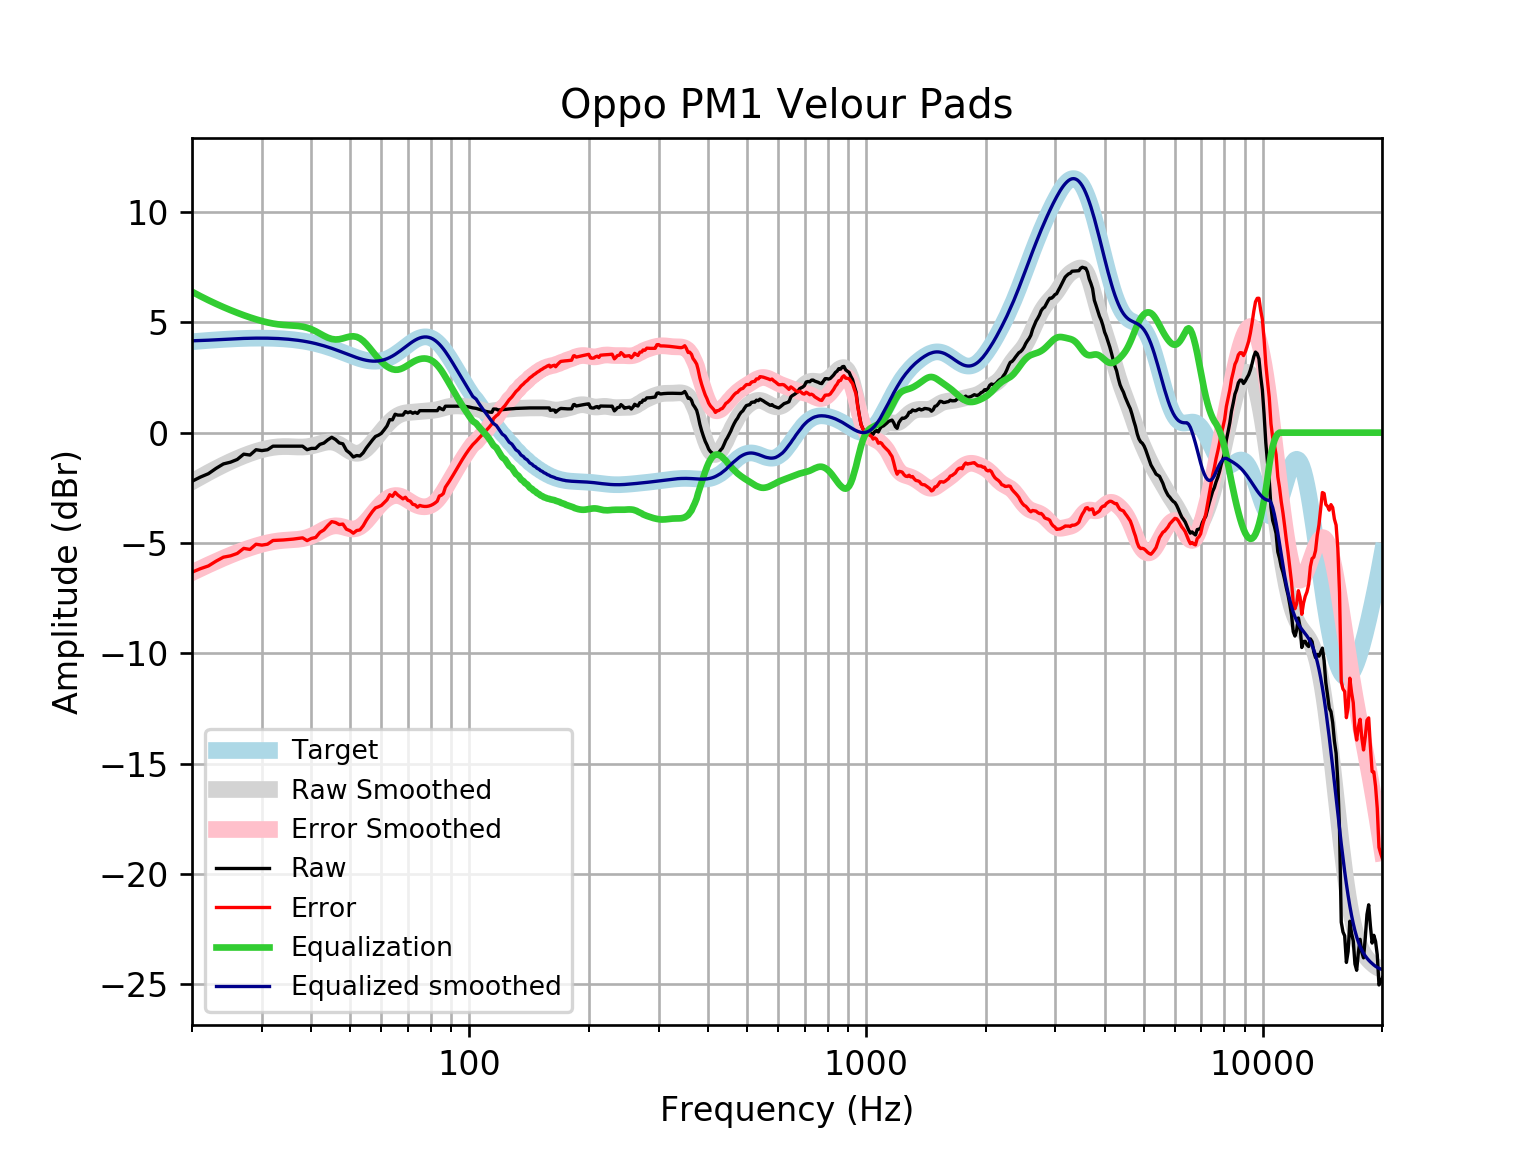 Oppo PM1 Velour Pads
Amplitude (dBr)
10
5
0
−5
−10
−15
−20
−25
Target
Raw Smoothed
Error Smoothed
Raw
Error
Equalization
Equalized smoothed
100
1000
10000
Frequency (Hz)